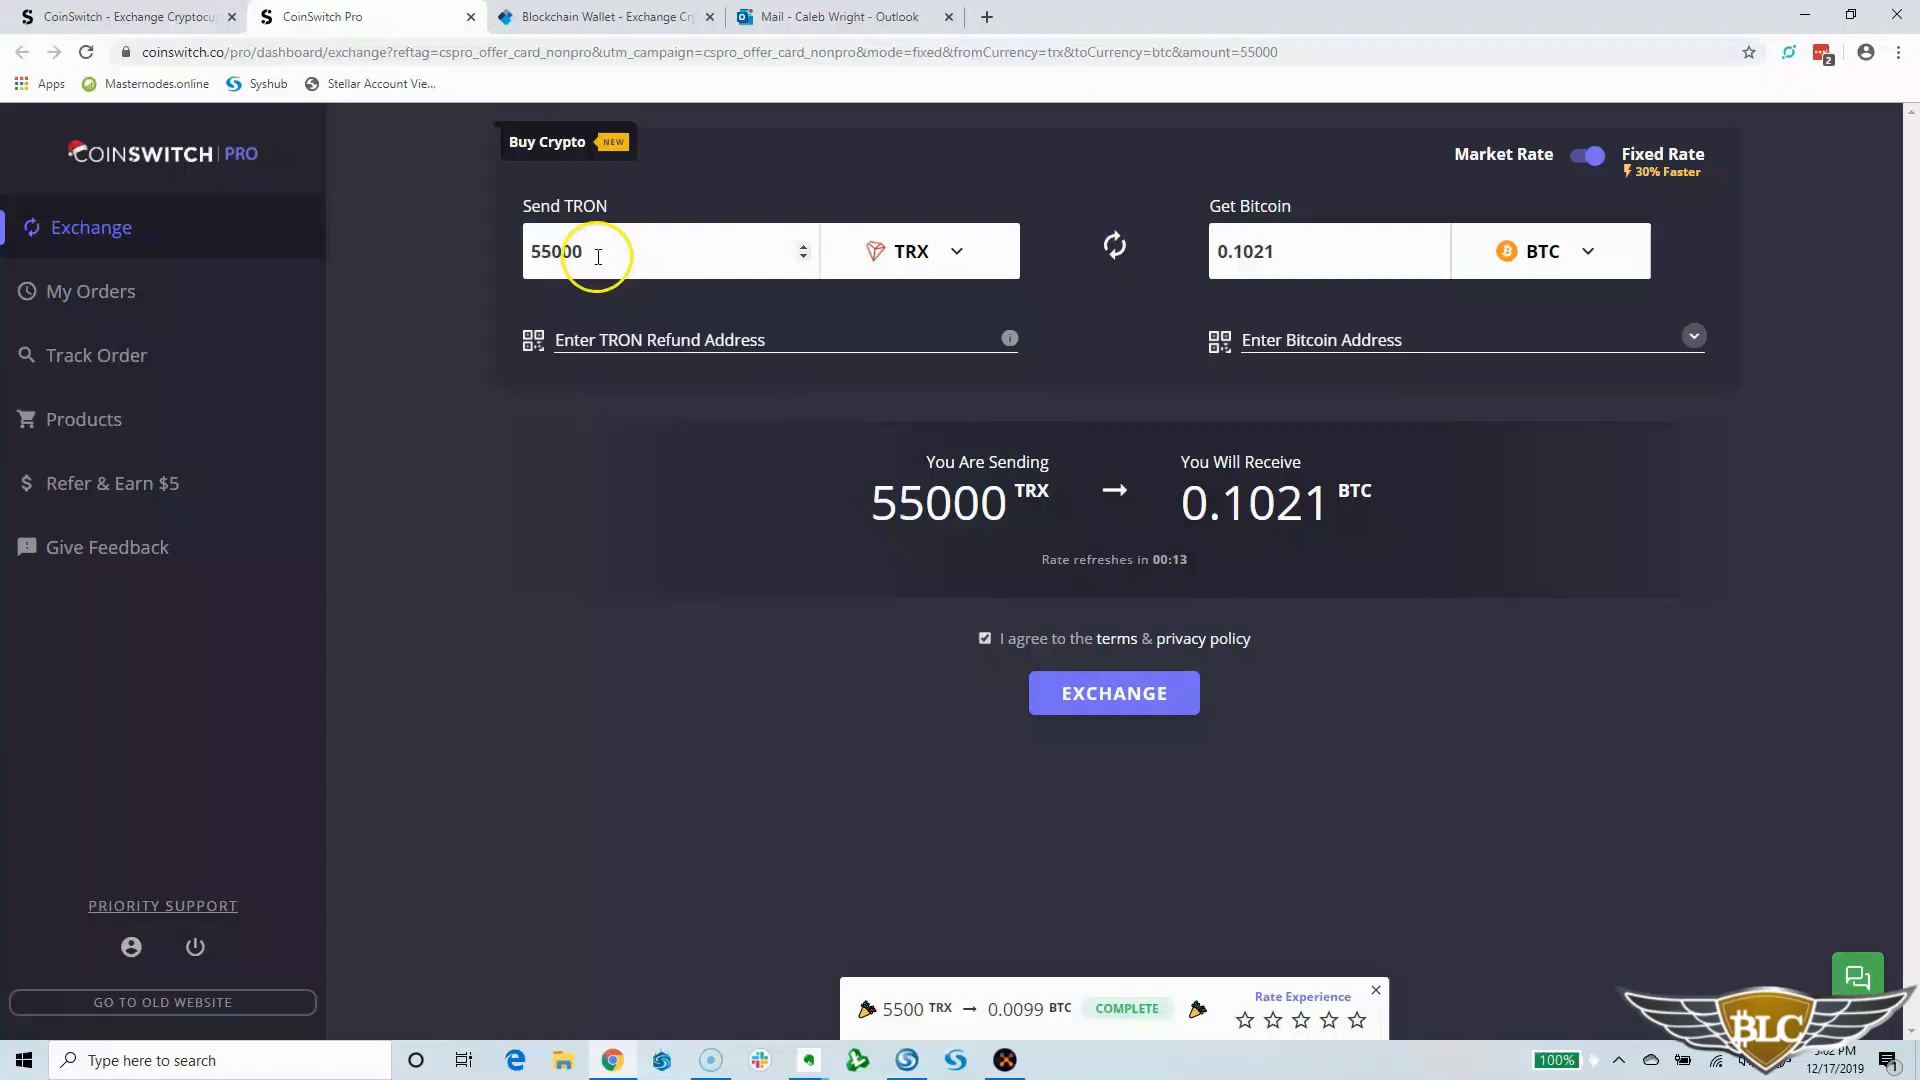 CoinSwitch - Exchange Cryptocu
CoinSwitch Pro
Blockchain Wallet - Exchange Cr
Mail - Caleb Wright - Outlook
coinswitch.co/pro/dashboard/exchange?reftag=cspro_offer_card_nonpro&utm_campaign=cspro_offer_card_nonpro&mode=fixed&fromCurrency=trx&toCurrency=btc&amount=55000
2
Apps
Masternodes.online
Syshub
Stellar Account Vie...
COINSWITCH PRO
Exchange
My Orders
Track Order
Products
Refer & Earn $5
Give Feedback
PRIORITY SUPPORT
GO TO OLD WEBSITE
Buy Crypto NEW
Market Rate
Fixed Rate
30% Faster
Send TRON
Get Bitcoin
55000
TRX
0.1021
BTC
Enter TRON Refund Address
Enter Bitcoin Address
You Are Sending
You Will Receive
55000 TRX → 0.1021 BTC
Rate refreshes in 00:13
I agree to the terms & privacy policy
EXCHANGE
5500 TRX → 0.0099 BTC COMPLETE
Rate Experience
BLC
Type here to search
100%
12/17/2019
1